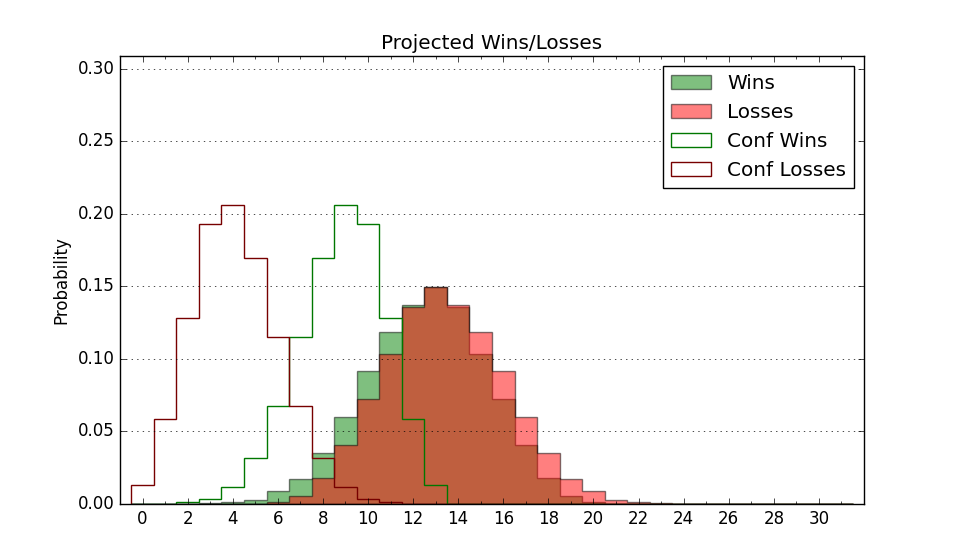 Projected Wins/Losses
0.30
0.25
0.20
0.15
0.10
0.05
0.00
Probability
Wins
Losses
Conf Wins
Conf Losses
0 2 4 6 8 10 12 14 16 18 20 22 24 26 28 30